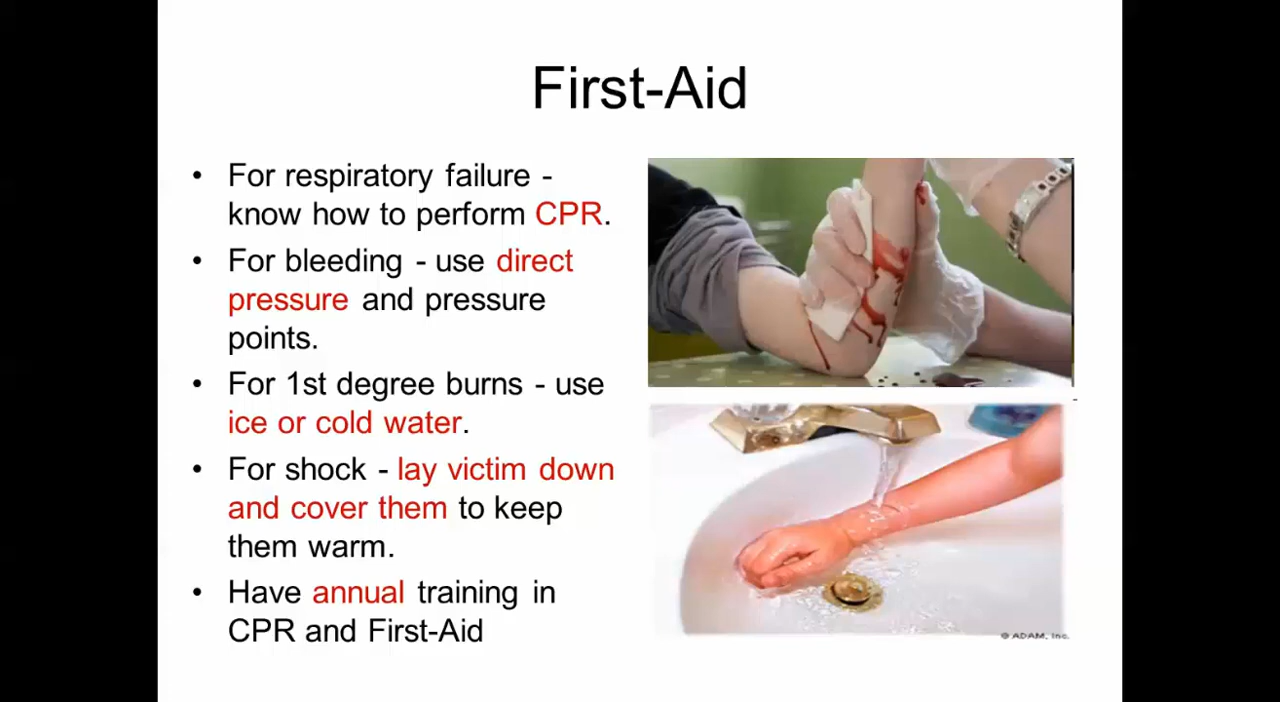 First-Aid
• For respiratory failure -
know how to perform CPR.
• For bleeding - use direct
pressure and pressure
points.
• For 1st degree burns - use
ice or cold water.
• For shock - lay victim down
and cover them to keep
them warm.
• Have annual training in
CPR and First-Aid
© ADAM, Inc.